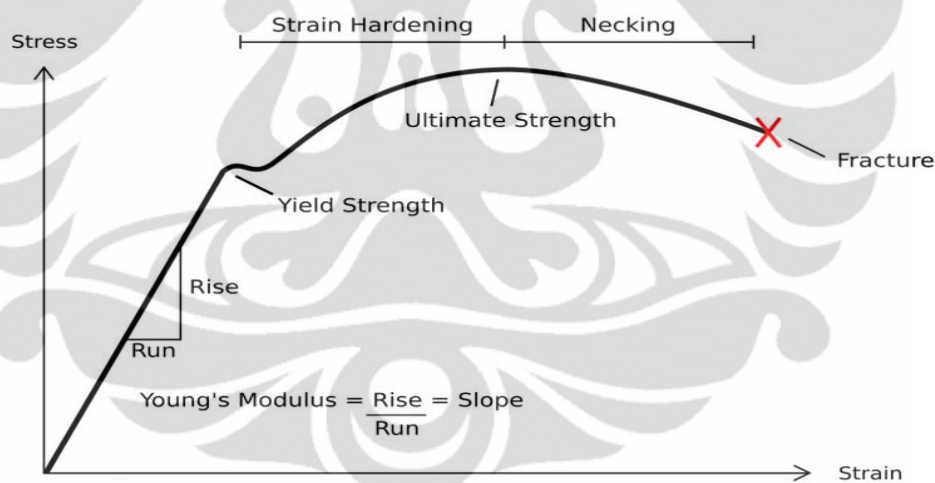 Strain Hardening
Necking
Stress
Ultimate Strength
Fracture
Yield Strength
Rise
Run
Young's Modulus = Rise = Slope
Run
Strain